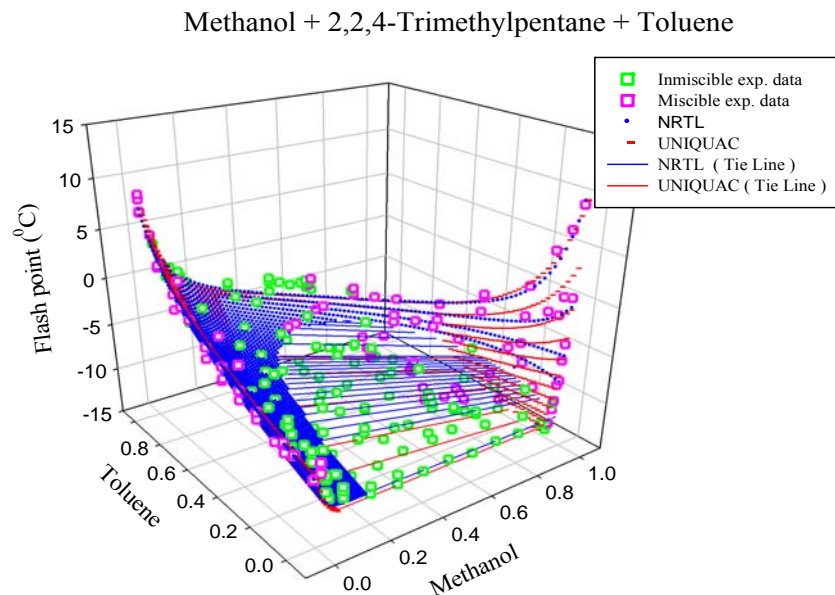 Methanol + 2,2,4-Trimethylpentane + Toluene
Inmiscible exp. data
Miscible exp. data
NRTL
UNIQUAC
NRTL ( Tie Line )
UNIQUAC ( Tie Line )
Flash point (⁰C)
15
10
5
0
-5
-10
-15
Toluene
0.8
0.6
0.4
0.2
0.0
Methanol
0.0
0.2
0.4
0.6
0.8
1.0